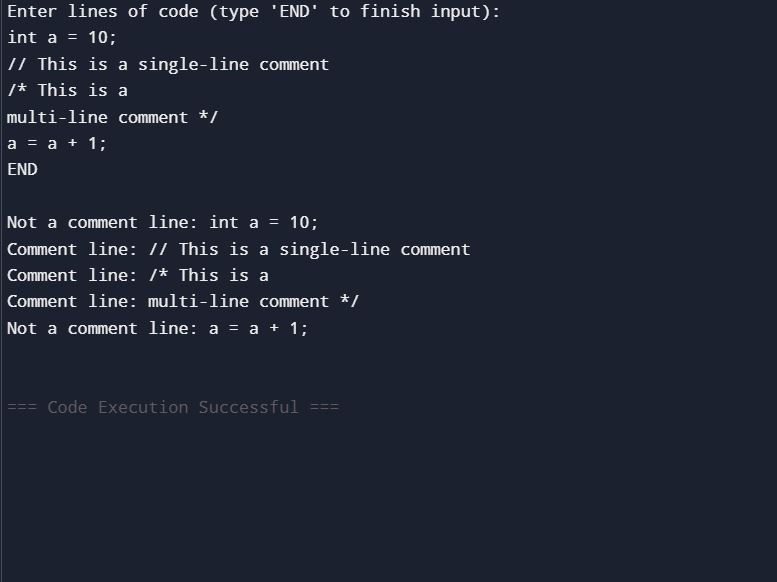 Enter lines of code (type 'END' to finish input):
int a = 10;
// This is a single-line comment
/* This is a
multi-line comment */
a = a + 1;
END
Not a comment line: int a = 10;
Comment line: // This is a single-line comment
Comment line: /* This is a
Comment line: multi-line comment */
Not a comment line: a = a + 1;
=== Code Execution Successful ===